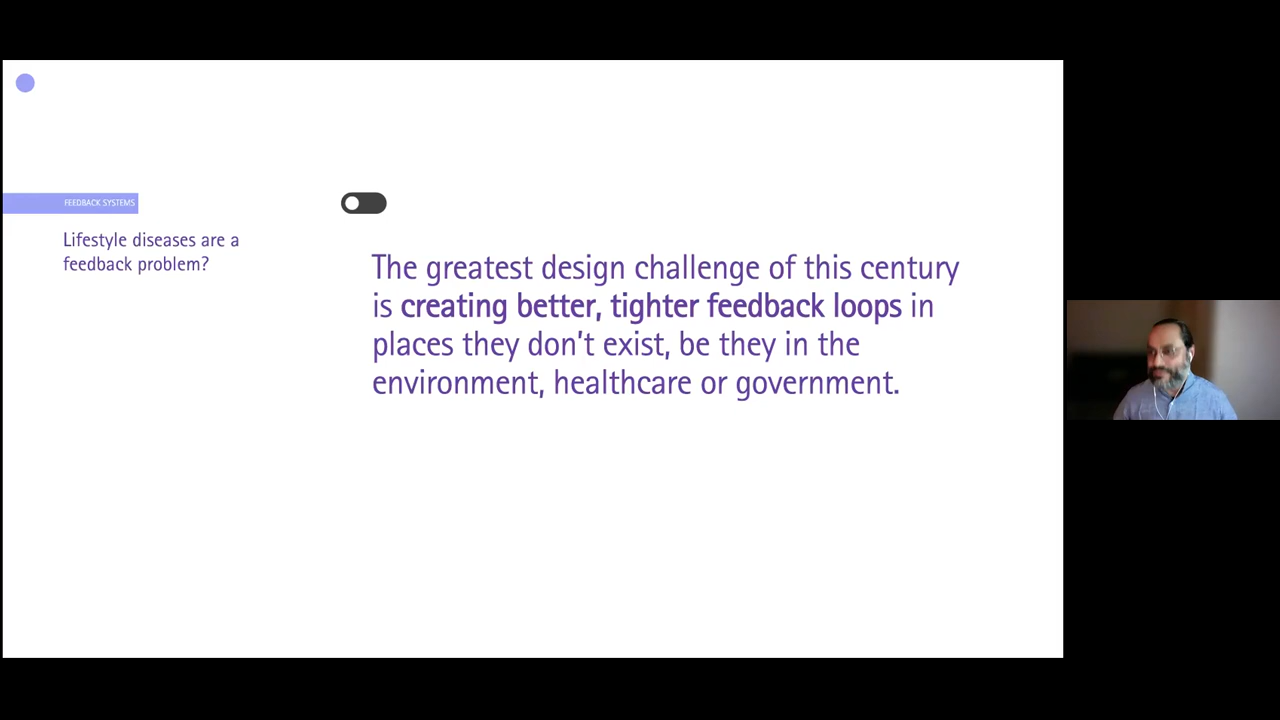 FEEDBACK SYSTEMS
Lifestyle diseases are a
feedback problem?
The greatest design challenge of this century
is creating better, tighter feedback loops in
places they don’t exist, be they in the
environment, healthcare or government.